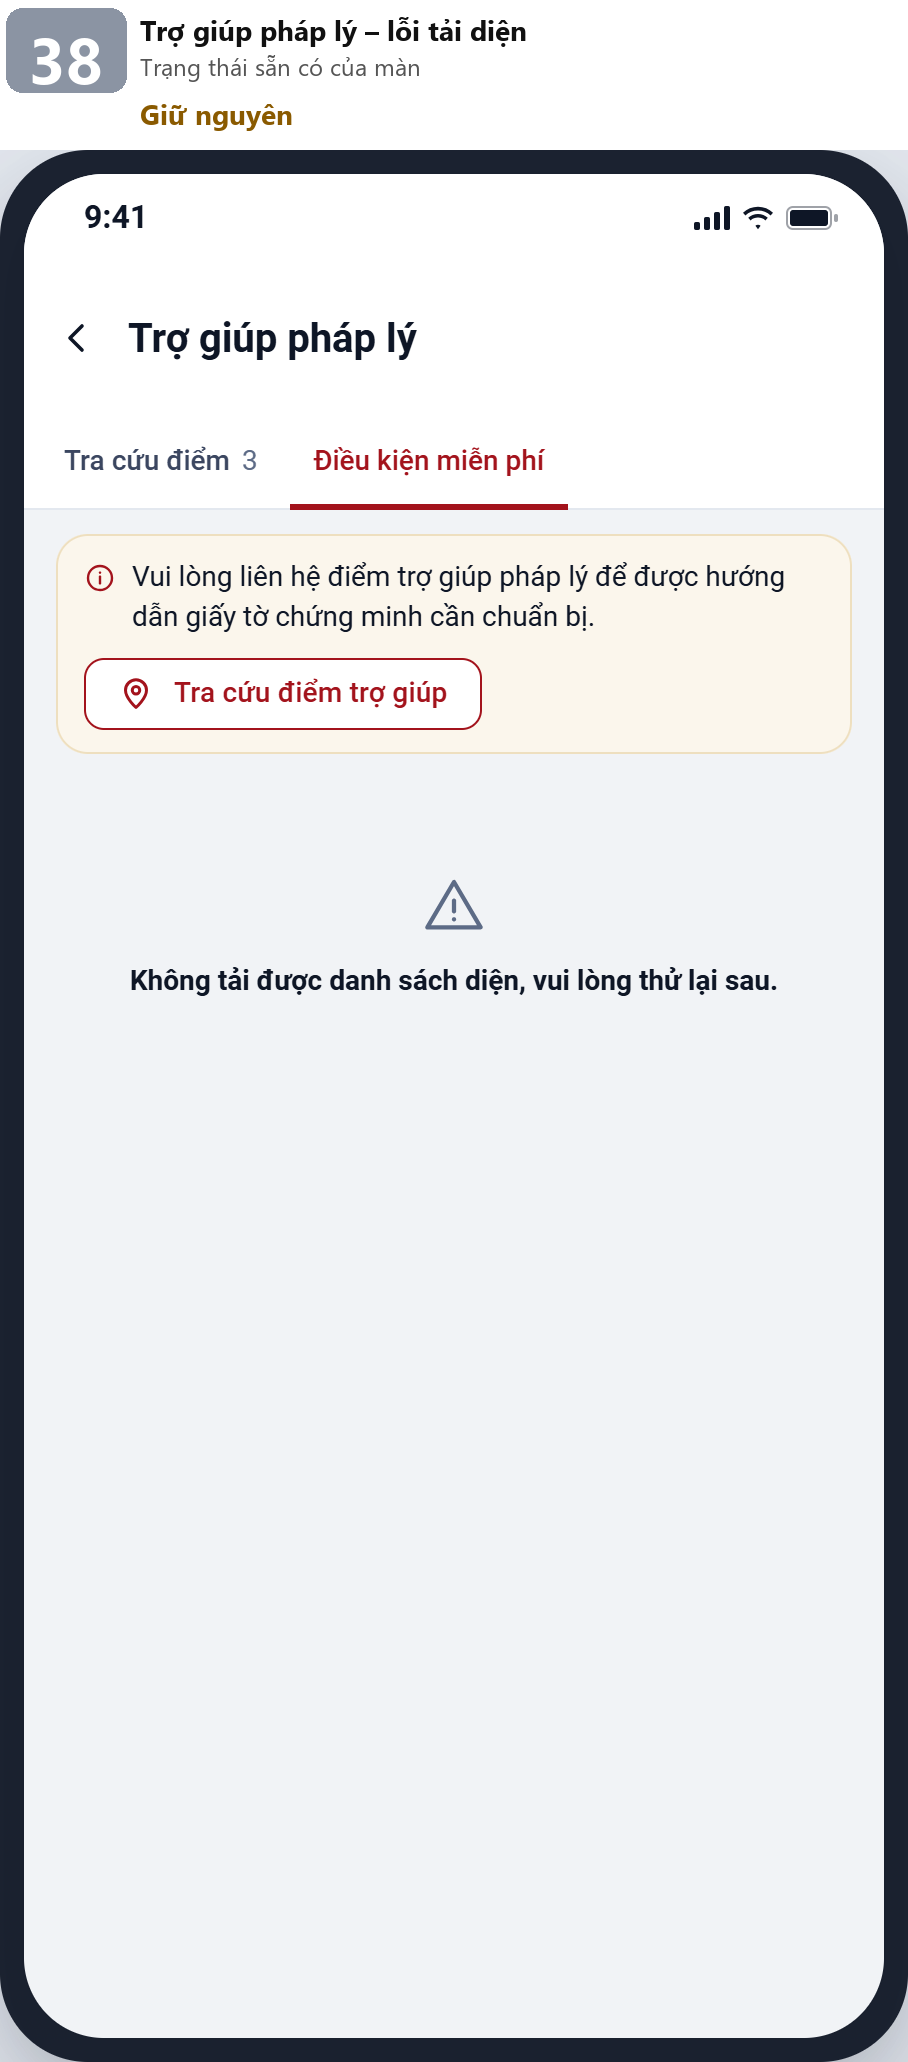 38
Trợ giúp pháp lý – lỗi tải diện
Trạng thái sẵn có của màn
Giữ nguyên
9:41
Trợ giúp pháp lý
Tra cứu điểm 3
Điều kiện miễn phí
Vui lòng liên hệ điểm trợ giúp pháp lý để được hướng
dẫn giấy tờ chứng minh cần chuẩn bị.
Tra cứu điểm trợ giúp
Không tải được danh sách diện, vui lòng thử lại sau.